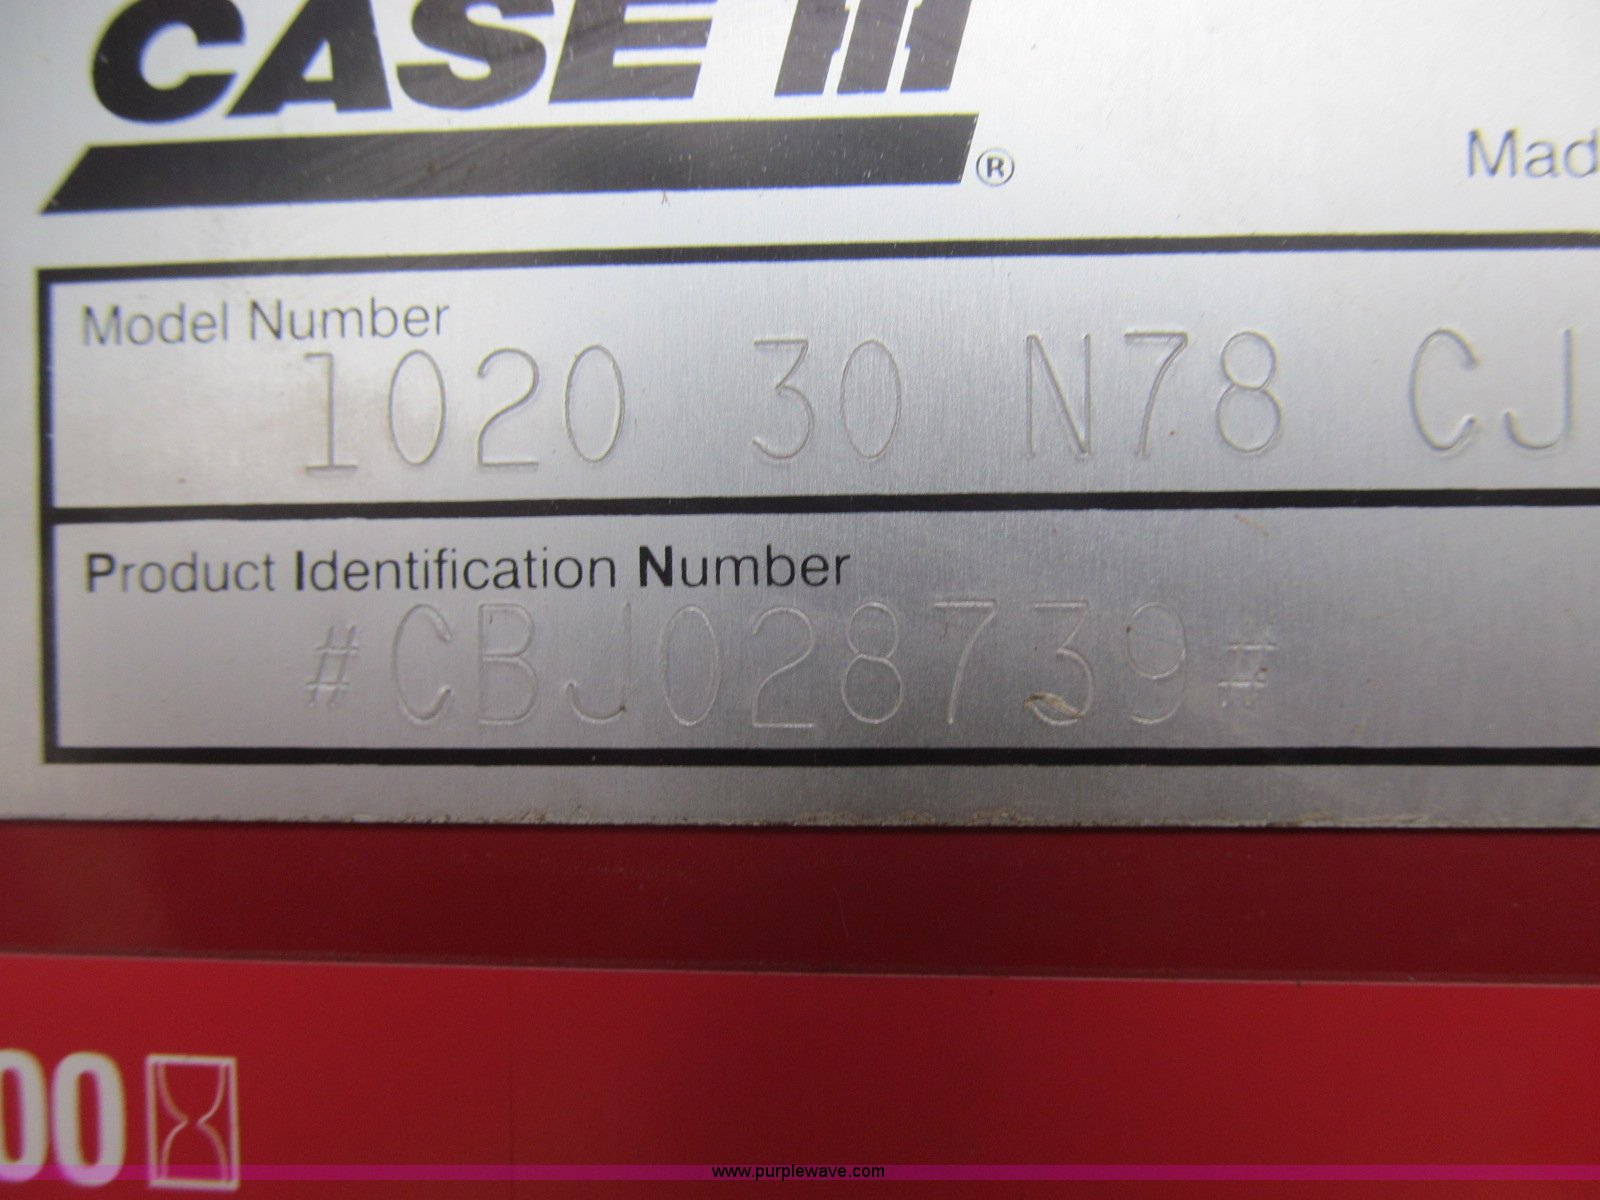 CASE III
®
Mad
Model Number
1020 30 N78 CJ
Product Identification Number
#CBJ028739#
00
www.purplewave.com